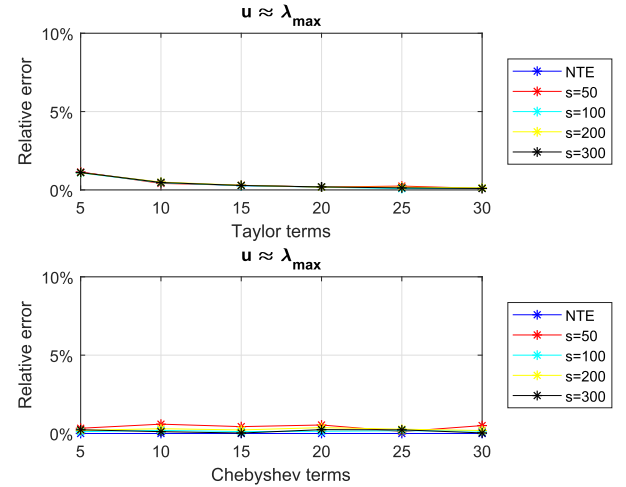 u ≈ λmax
10%
5%
0%
Relative error
5 10 15 20 25 30
Taylor terms
NTE
s=50
s=100
s=200
s=300
u ≈ λmax
10%
5%
0%
Relative error
5 10 15 20 25 30
Chebyshev terms
NTE
s=50
s=100
s=200
s=300